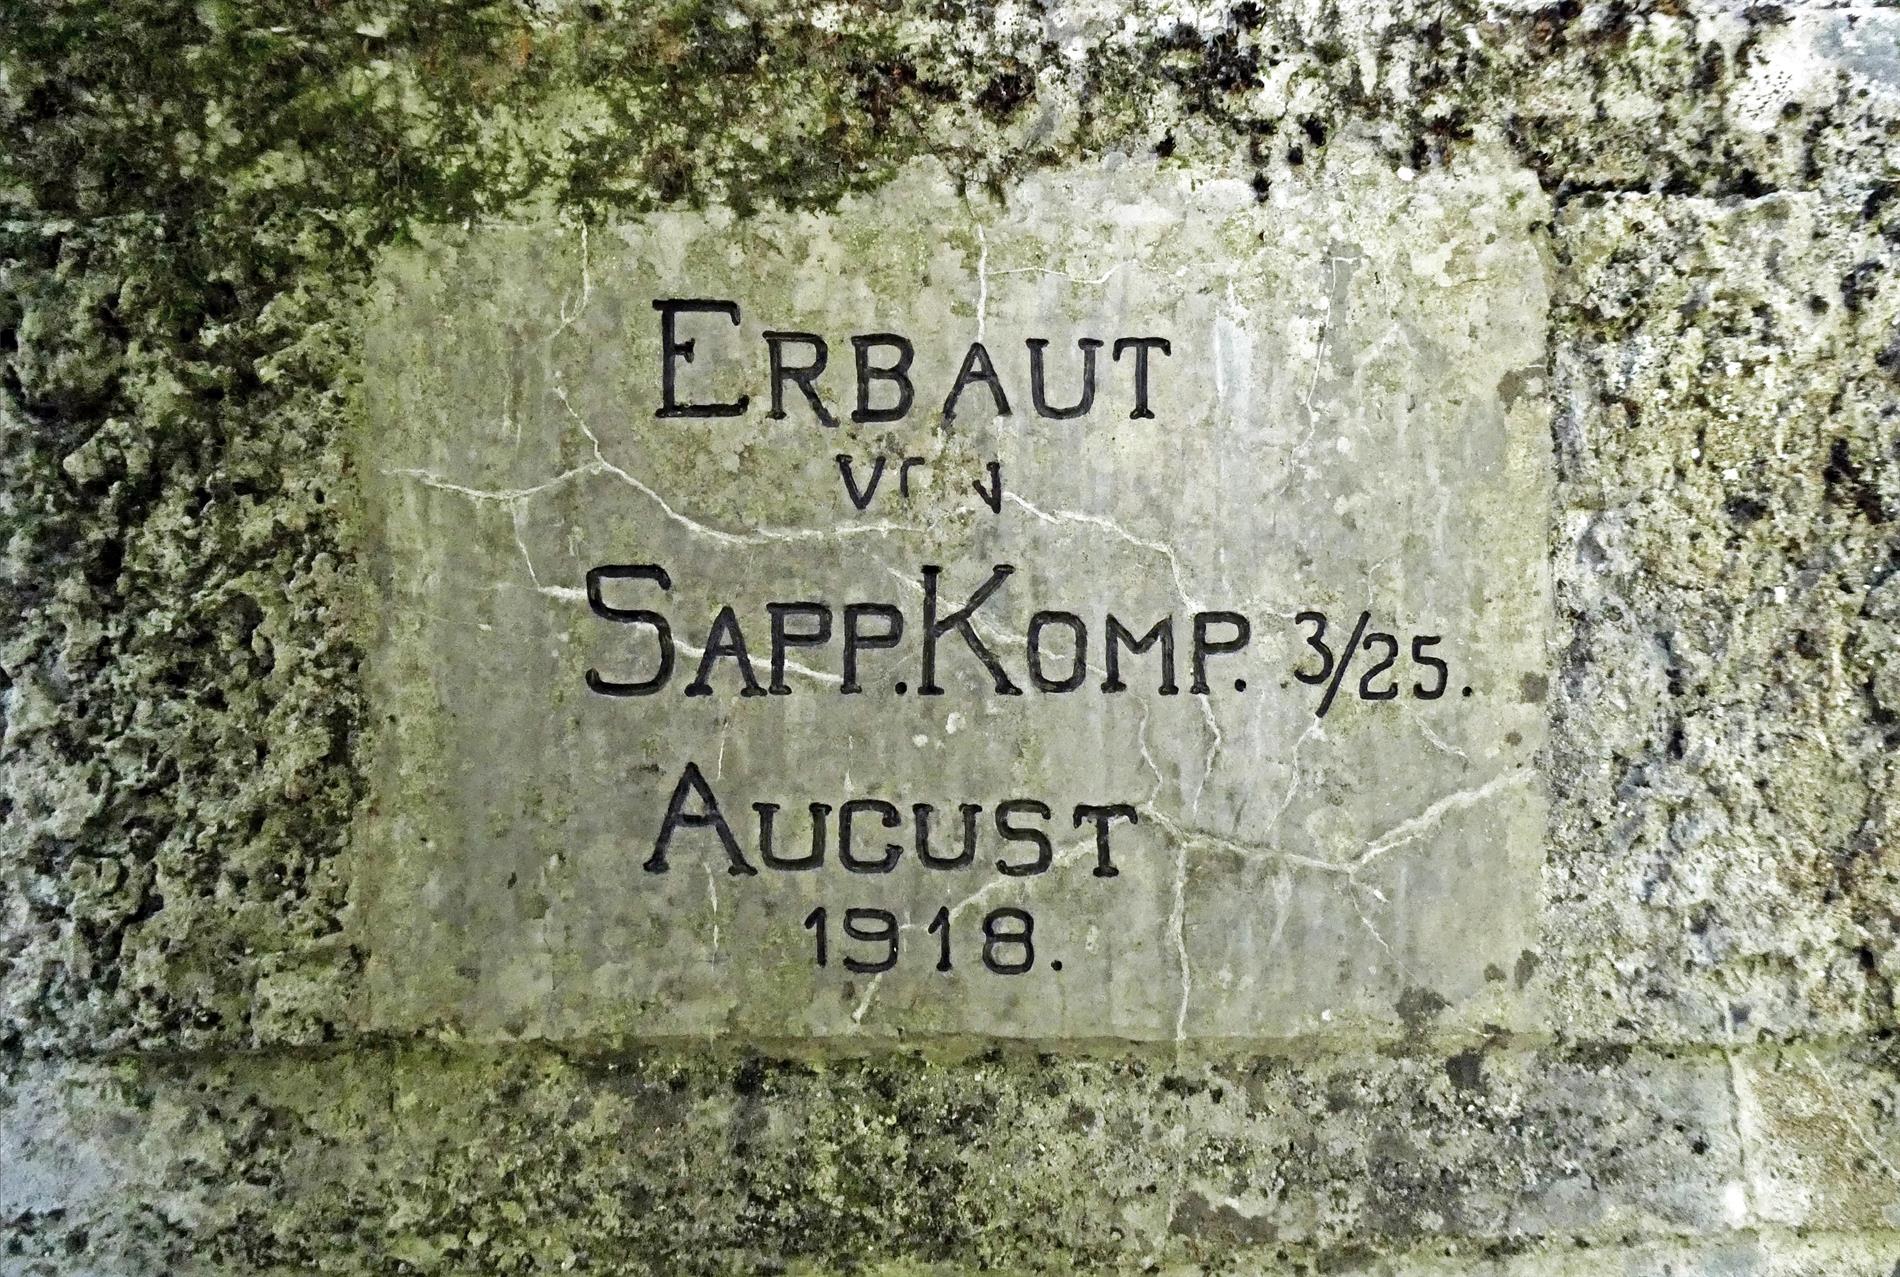 ERBAUT
VON
SAPP.KOMP. 3/25.
AUGUST
1918.